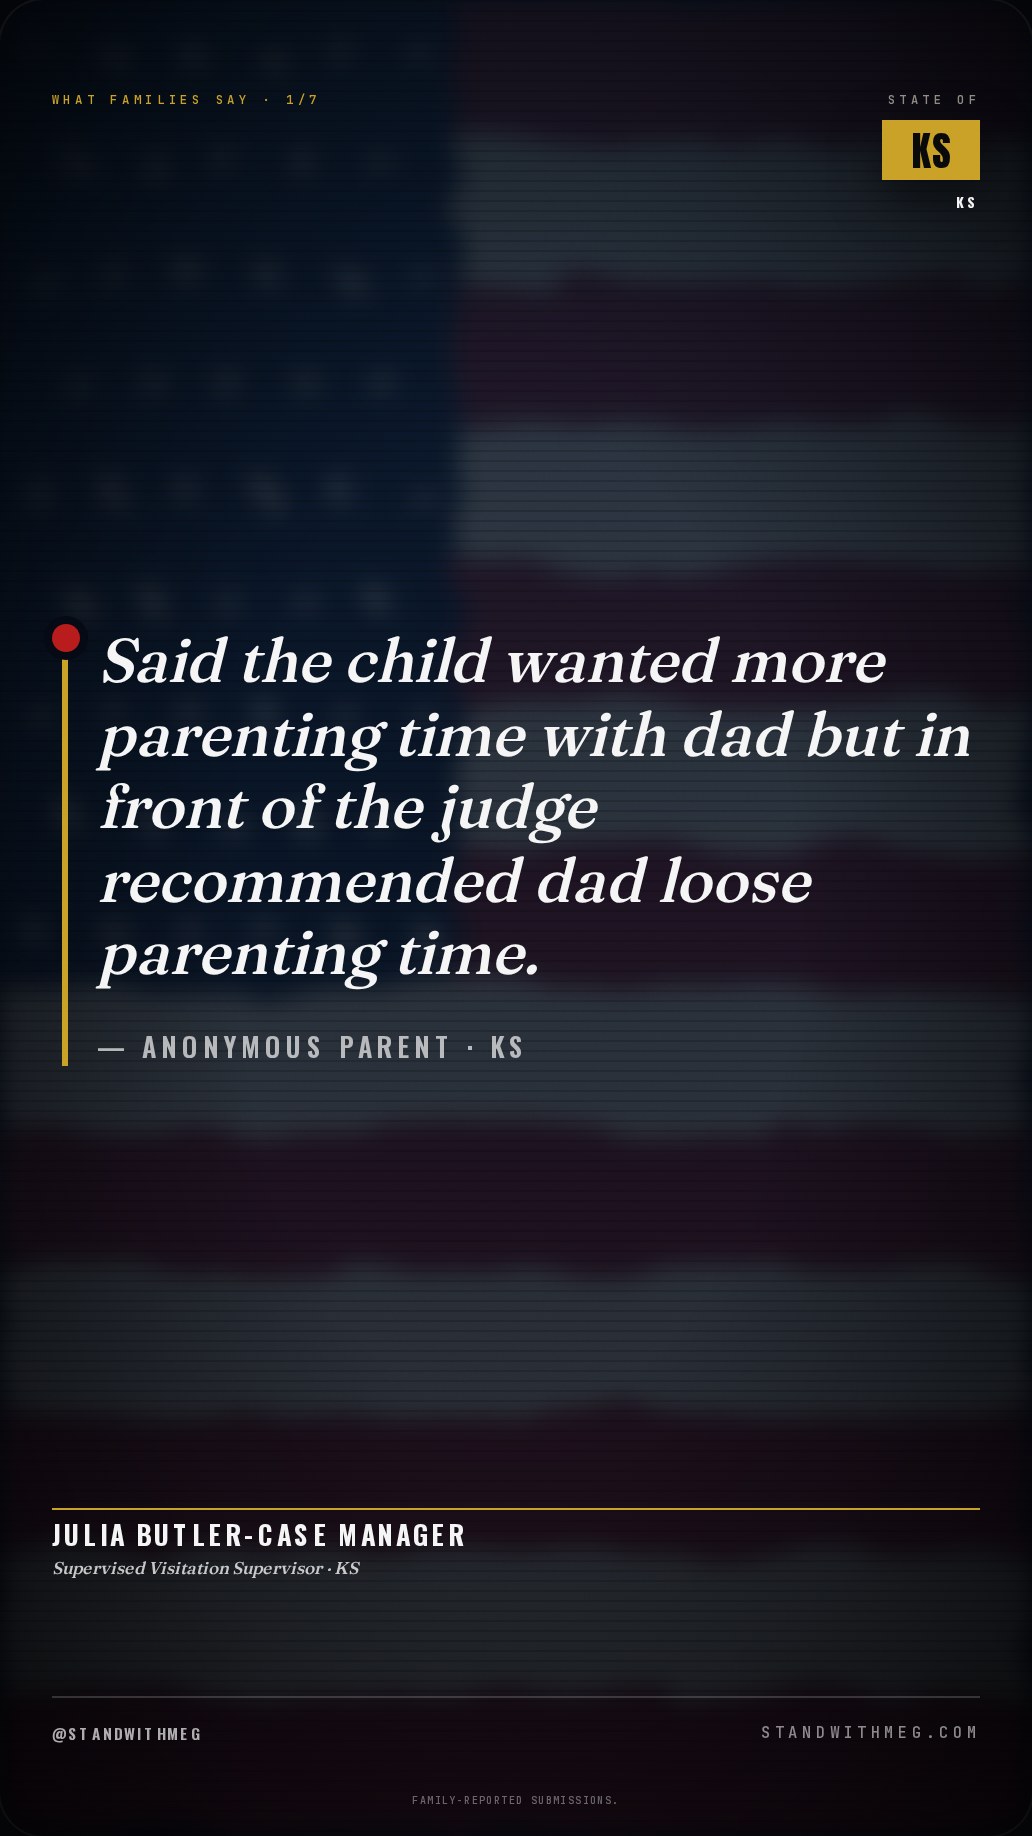 WHAT FAMILIES SAY · 1/7
STATE OF
KS
KS
Said the child wanted more
parenting time with dad but in
front of the judge
recommended dad loose
parenting time.
— ANONYMOUS PARENT · KS
JULIA BUTLER-CASE MANAGER
Supervised Visitation Supervisor · KS
@STANDWITHMEG
STANDWITHMEG.COM
FAMILY-REPORTED SUBMISSIONS.